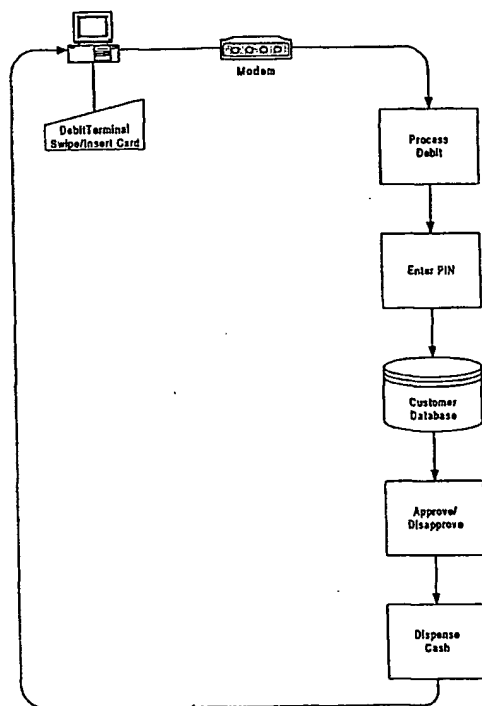 Modem
DebitTerminal
Swipe/Insert Card
Process
Debit
Enter PIN
Customer
Database
Approve/
Disapprove
Dispense
Cash